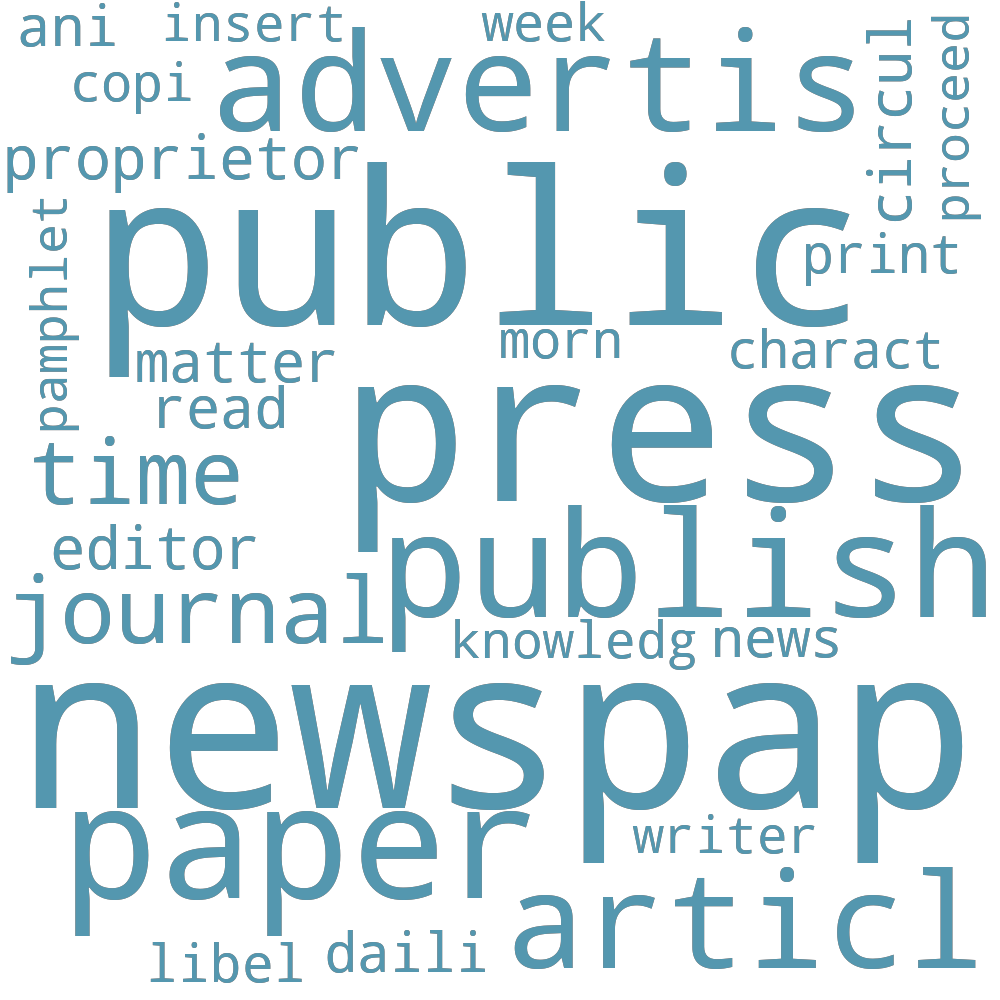 ani insert week
copi advertis circul proceed
proprietor
public
pamphlet print
matter morn charact
read press
time
editor publish
journal
knowledg news
newspap
paper writer
articl
libel daili